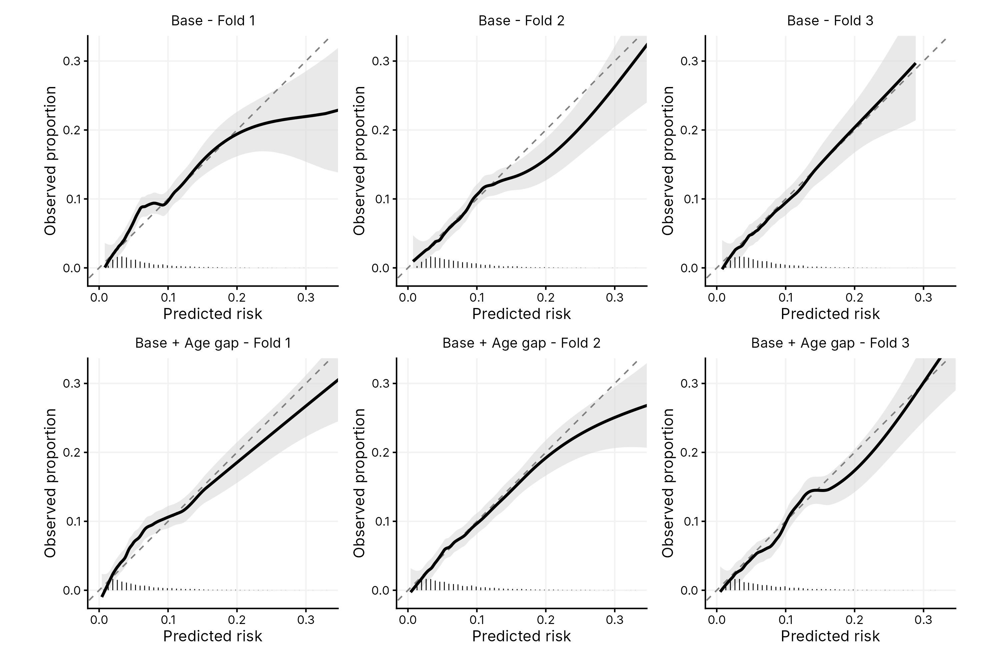 Base - Fold 1
Observed proportion
0.3
0.2
0.1
0.0
0.0 0.1 0.2 0.3
Predicted risk
Base - Fold 2
Observed proportion
0.3
0.2
0.1
0.0
0.0 0.1 0.2 0.3
Predicted risk
Base - Fold 3
Observed proportion
0.3
0.2
0.1
0.0
0.0 0.1 0.2 0.3
Predicted risk
Base + Age gap - Fold 1
Observed proportion
0.3
0.2
0.1
0.0
0.0 0.1 0.2 0.3
Predicted risk
Base + Age gap - Fold 2
Observed proportion
0.3
0.2
0.1
0.0
0.0 0.1 0.2 0.3
Predicted risk
Base + Age gap - Fold 3
Observed proportion
0.3
0.2
0.1
0.0
0.0 0.1 0.2 0.3
Predicted risk